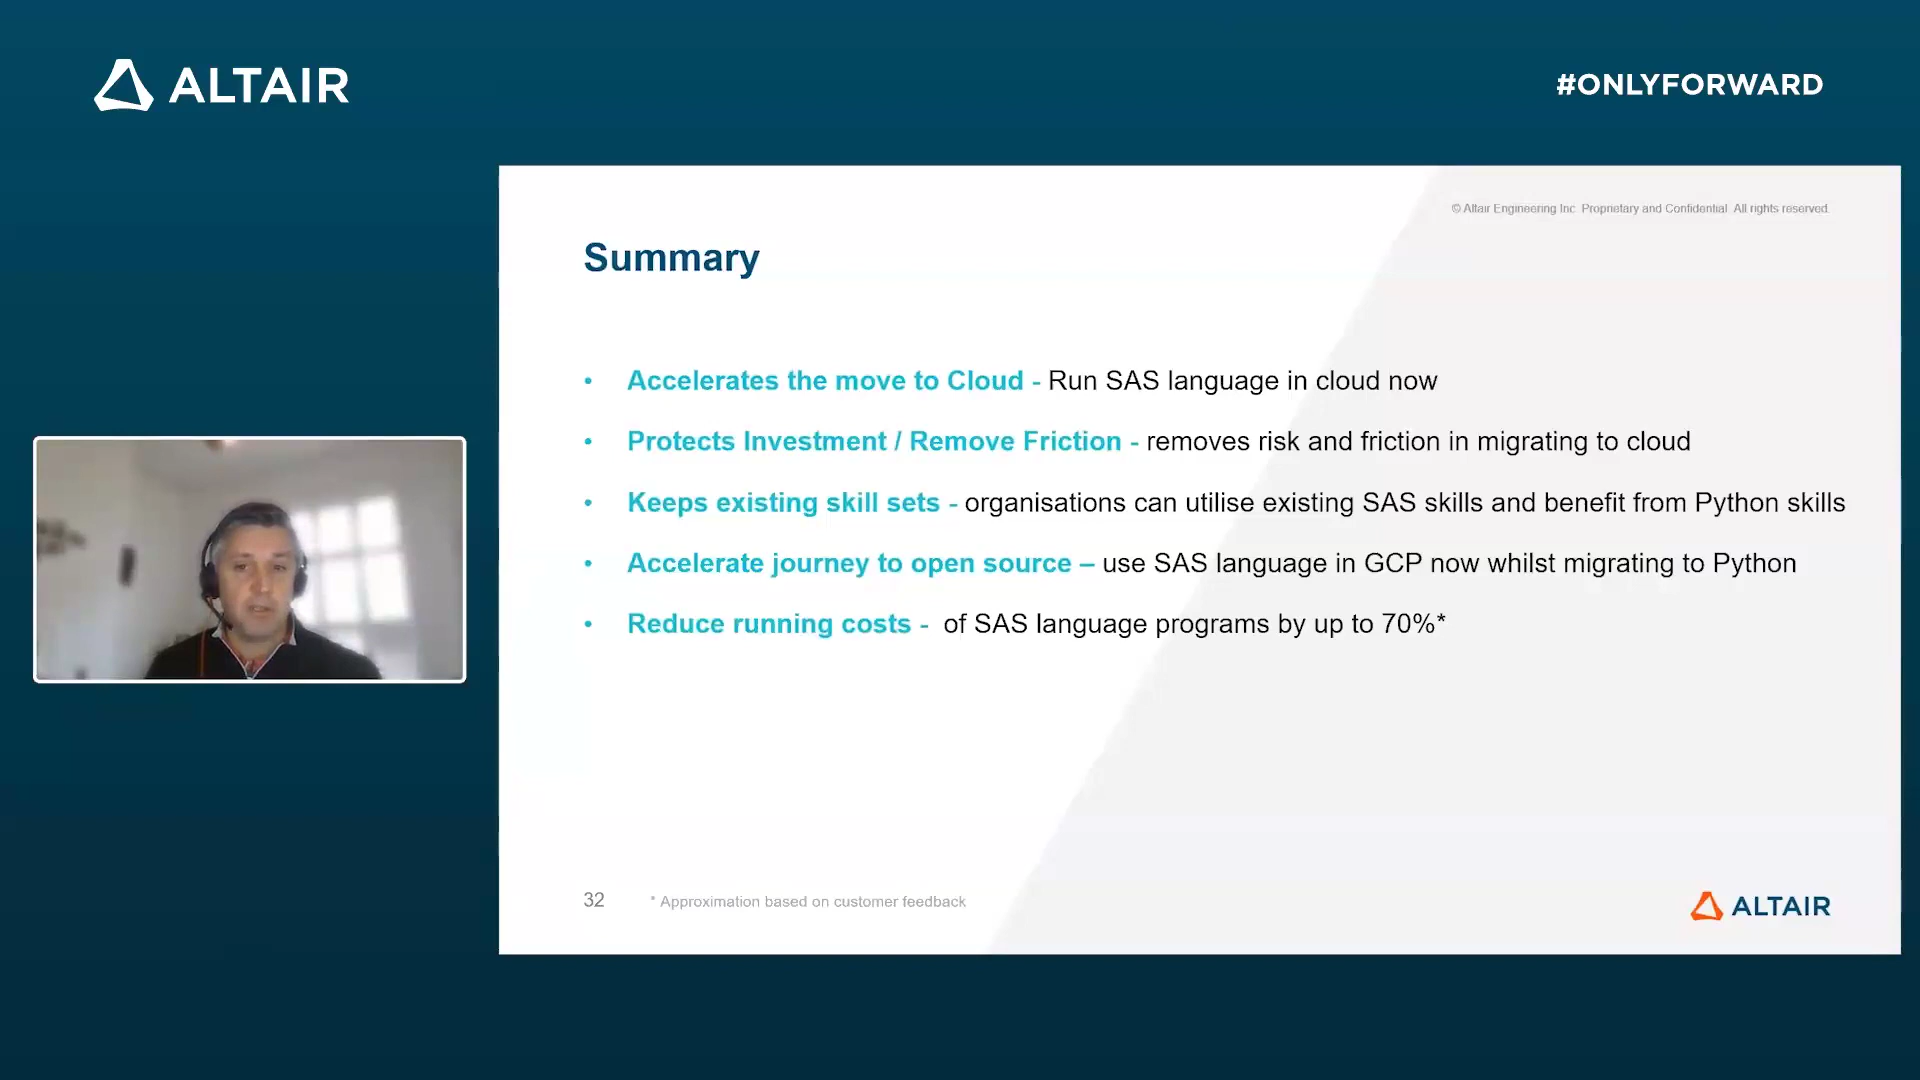 ALTAIR
#ONLYFORWARD
© Altair Engineering Inc. Proprietary and Confidential. All rights reserved.
Summary
• Accelerates the move to Cloud - Run SAS language in cloud now
• Protects Investment / Remove Friction - removes risk and friction in migrating to cloud
• Keeps existing skill sets - organisations can utilise existing SAS skills and benefit from Python skills
• Accelerate journey to open source – use SAS language in GCP now whilst migrating to Python
• Reduce running costs - of SAS language programs by up to 70%*
32 * Approximation based on customer feedback
ALTAIR